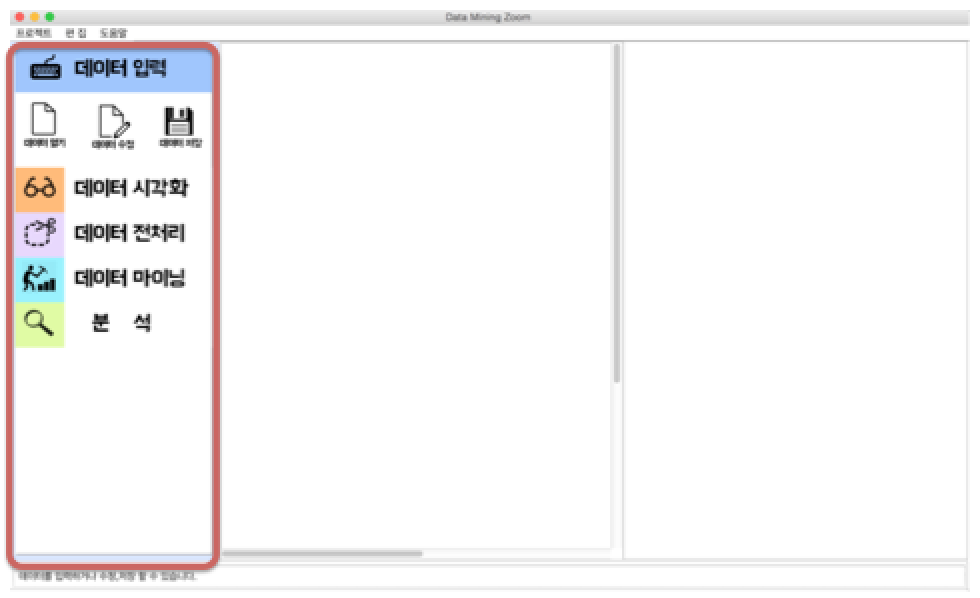 Data Mining Zoom
프로젝트 편집 도움말
데이터 입력
데이터 열기 데이터 수정 데이터 저장
데이터 시각화
데이터 전처리
데이터 마이닝
분 석
데이터를 입력하거나 수정,저장 할 수 있습니다.